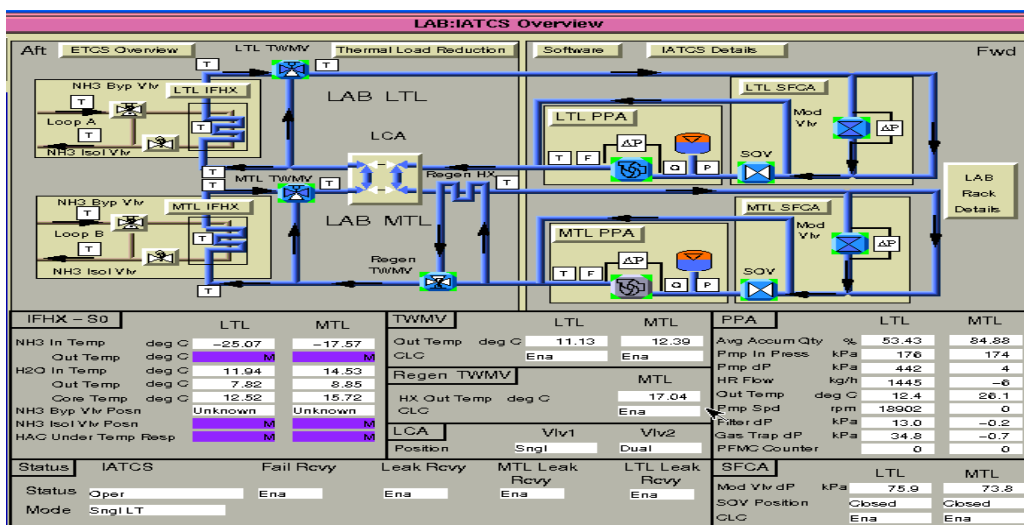 LAB:IATCS Overview
Aft ETCS Overview LTL TWMV Thermal Load Reduction Software IATCS Details Fwd
T T
NH3 Byp Vlv LTL IFHX LAB LTL LTL SFCA
T Mod Vlv
Loop A LTL PPA
T T LCA ΔP ΔP
NH3 Isol Vlv T F SOV
T Q P
T MTL TWMV T Regen HX T LAB Rack Details
NH3 Byp Vlv MTL IFHX LAB MTL MTL SFCA
T Mod Vlv
Loop B MTL PPA
T T ΔP ΔP
Regen TWMV T F SOV
NH3 Isol Vlv Q P
T
IFHX - S0 LTL MTL
NH3 In Temp deg C -25.07 -17.57
Out Temp deg C M M
H2O In Temp deg C 11.94 14.53
Out Temp deg C 7.82 8.85
Core Temp deg C 12.52 15.72
NH3 Byp Vlv Posn Unknown Unknown
NH3 Isol Vlv Posn M M
HAC Under Temp Resp M M
TWMV LTL MTL
Out Temp deg C 11.13 12.39
CLC Ena Ena
Regen TWMV MTL
HX Out Temp deg C 17.04
CLC Ena
LCA Vlv1 Vlv2
Position Sngl Dual
PPA LTL MTL
Avg Accum Qty % 53.43 84.88
Pmp In Press kPa 176 174
Pmp dP kPa 442 4
HR Flow kg/h 1445 -6
Out Temp deg C 12.4 26.1
Pmp Spd rpm 18902 0
Filter dP kPa 13.0 -0.2
Gas Trap dP kPa 34.8 -0.7
PFMC Counter 0 0
Status IATCS Fail Rcvy Leak Rcvy MTL Leak Rcvy LTL Leak Rcvy
Status Oper Ena Ena Ena Ena
Mode Sngl LT
SFCA LTL MTL
Mod Vlv dP kPa 75.9 73.8
SOV Position Closed Closed
CLC Ena Ena